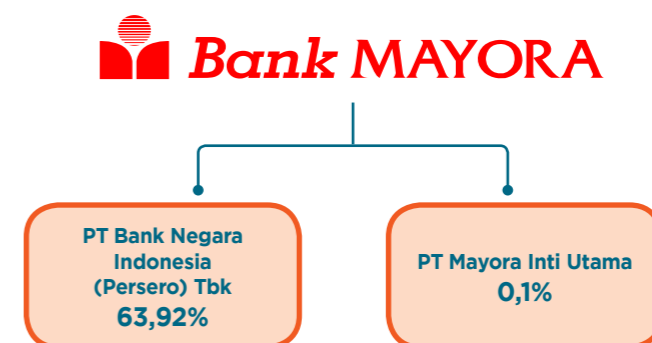 Bank MAYORA
PT Bank Negara
Indonesia
(Persero) Tbk
63,92%
PT Mayora Inti Utama
0,1%